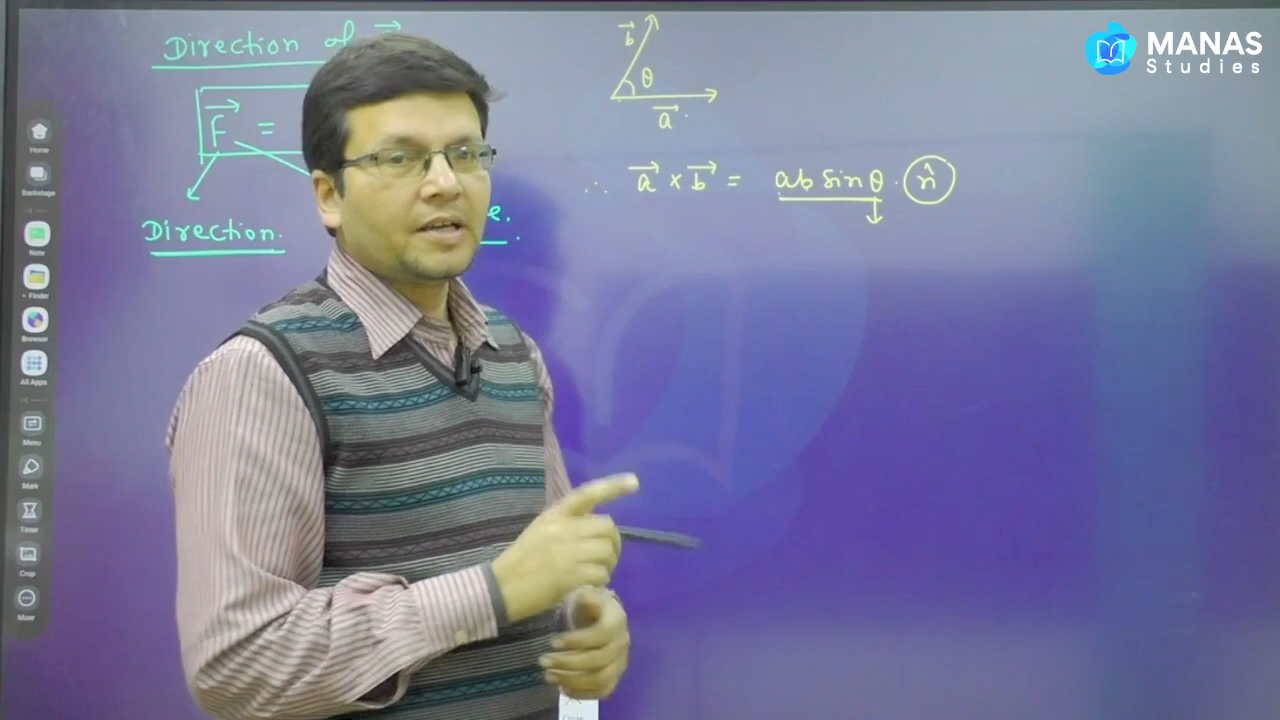 Direction of
F⃗ =
Direction.
e.
b⃗
θ
a⃗
∴ a⃗ × b⃗ = ab sin θ . n̂
MANAS
Studies
Home
Backstage
Note
Finder
Browser
All Apps
Menu
Mark
Timer
Crop
More